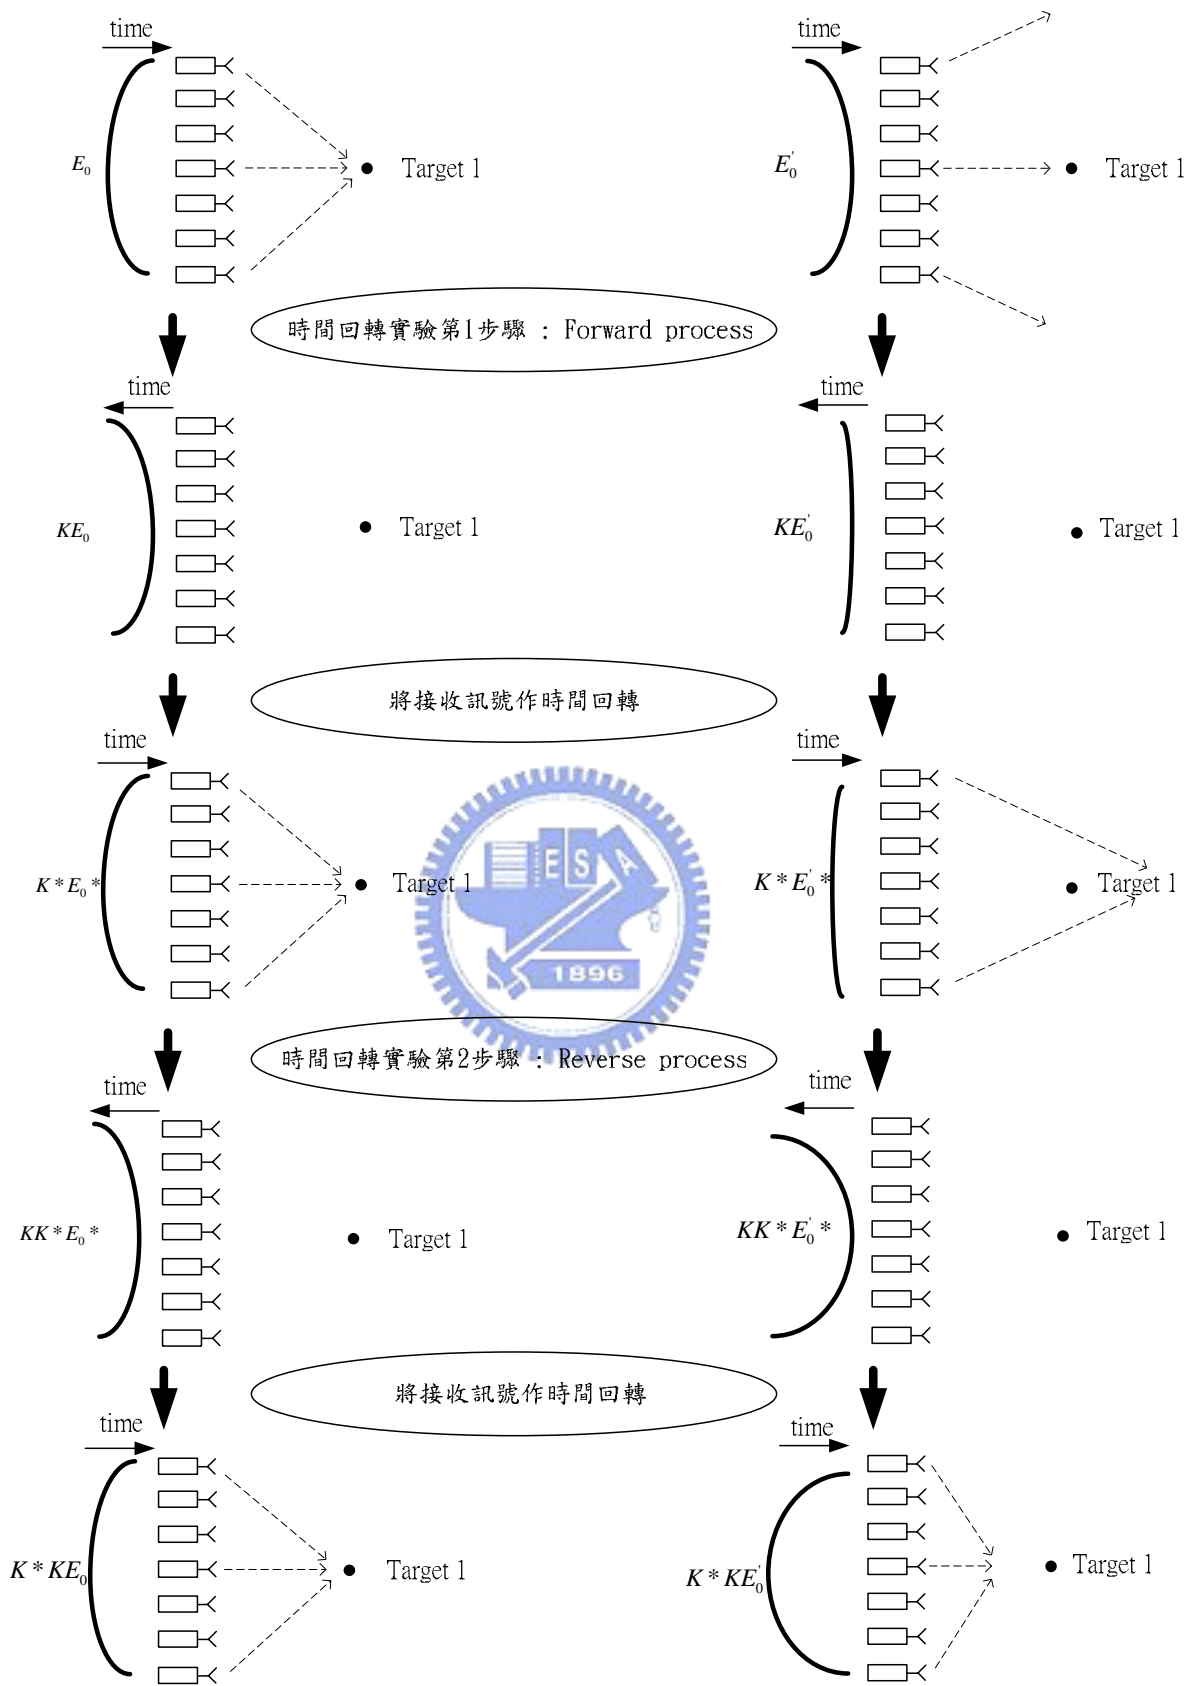 time
time
E₀
Target 1
E₀'
Target 1
時間回轉實驗第1步驟 : Forward process
time
time
KE₀
Target 1
KE₀'
Target 1
將接收訊號作時間回轉
time
time
K * E₀ *
Target 1
K * E₀' *
Target 1
E S A
1896
時間回轉實驗第2步驟 : Reverse process
time
time
KK * E₀ *
Target 1
KK * E₀' *
Target 1
將接收訊號作時間回轉
time
time
K * KE₀
Target 1
K * KE₀'
Target 1